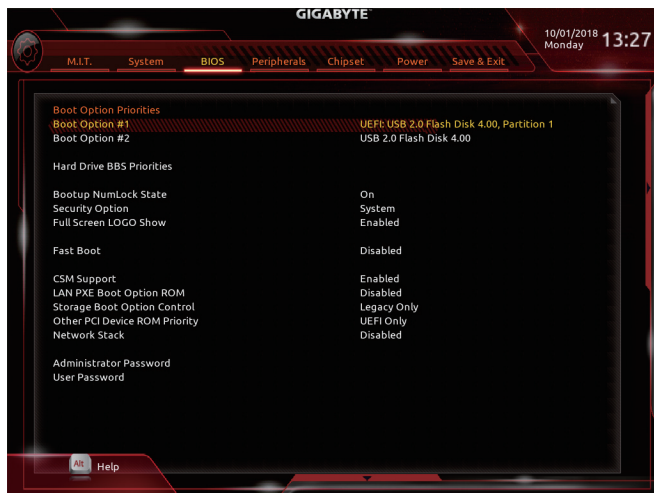 GIGABYTE™
10/01/2018 13:27
Monday
M.I.T. System BIOS Peripherals Chipset Power Save & Exit
Boot Option Priorities
Boot Option #1 UEFI: USB 2.0 Flash Disk 4.00, Partition 1
Boot Option #2 USB 2.0 Flash Disk 4.00
Hard Drive BBS Priorities
Bootup NumLock State On
Security Option System
Full Screen LOGO Show Enabled
Fast Boot Disabled
CSM Support Enabled
LAN PXE Boot Option ROM Disabled
Storage Boot Option Control Legacy Only
Other PCI Device ROM Priority UEFI Only
Network Stack Disabled
Administrator Password
User Password
Alt Help